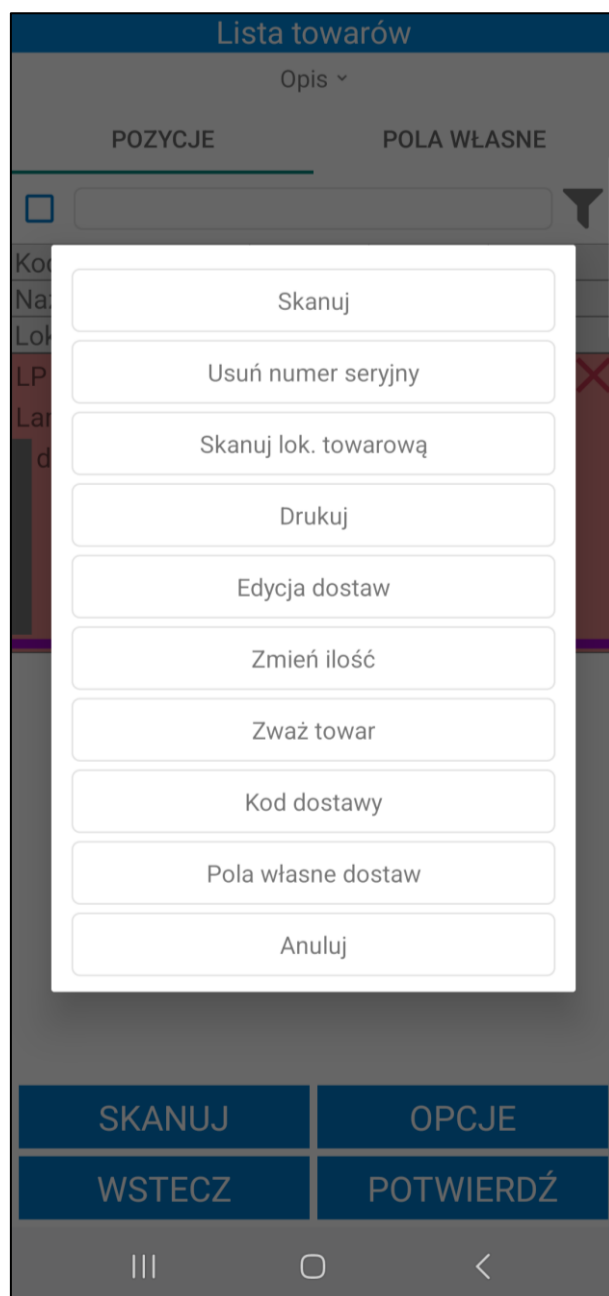 Lista towarów
Opis
POZYCJE
POLA WŁASNE
LP
Skanuj
Usuń numer seryjny
Skanuj lok. towarową
Drukuj
Edycja dostaw
Zmień ilość
Zważ towar
Kod dostawy
Pola własne dostaw
Anuluj
SKANUJ
OPCJE
WSTECZ
POTWIERDŹ